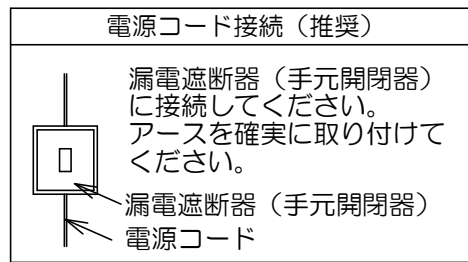 電源コード接続（推奨）
漏電遮断器（手元開閉器）
に接続してください。
アースを確実に取り付けて
ください。
漏電遮断器（手元開閉器）
電源コード